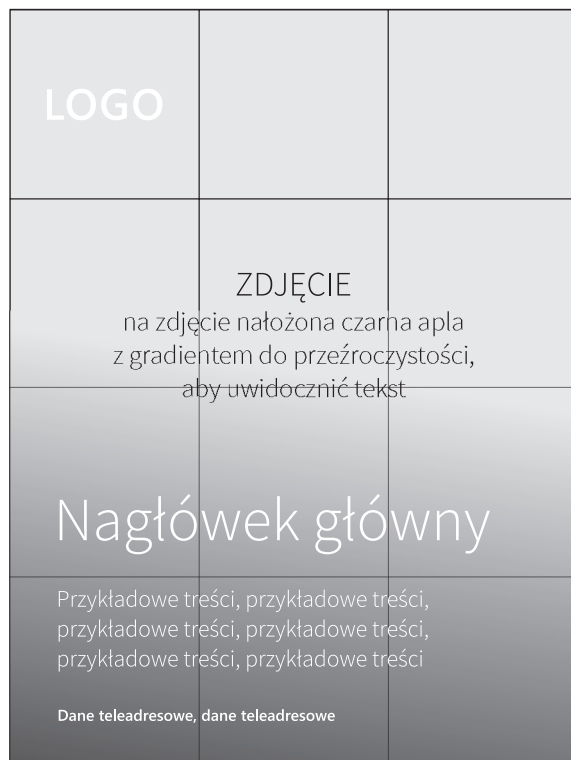 LOGO
ZDJĘCIE
na zdjęcie nałożona czarna apla
z gradientem do przeźroczystości,
aby uwidocznić tekst
Nagłówek główny
Przykładowe treści, przykładowe treści,
przykładowe treści, przykładowe treści,
przykładowe treści, przykładowe treści
Dane teleadresowe, dane teleadresowe